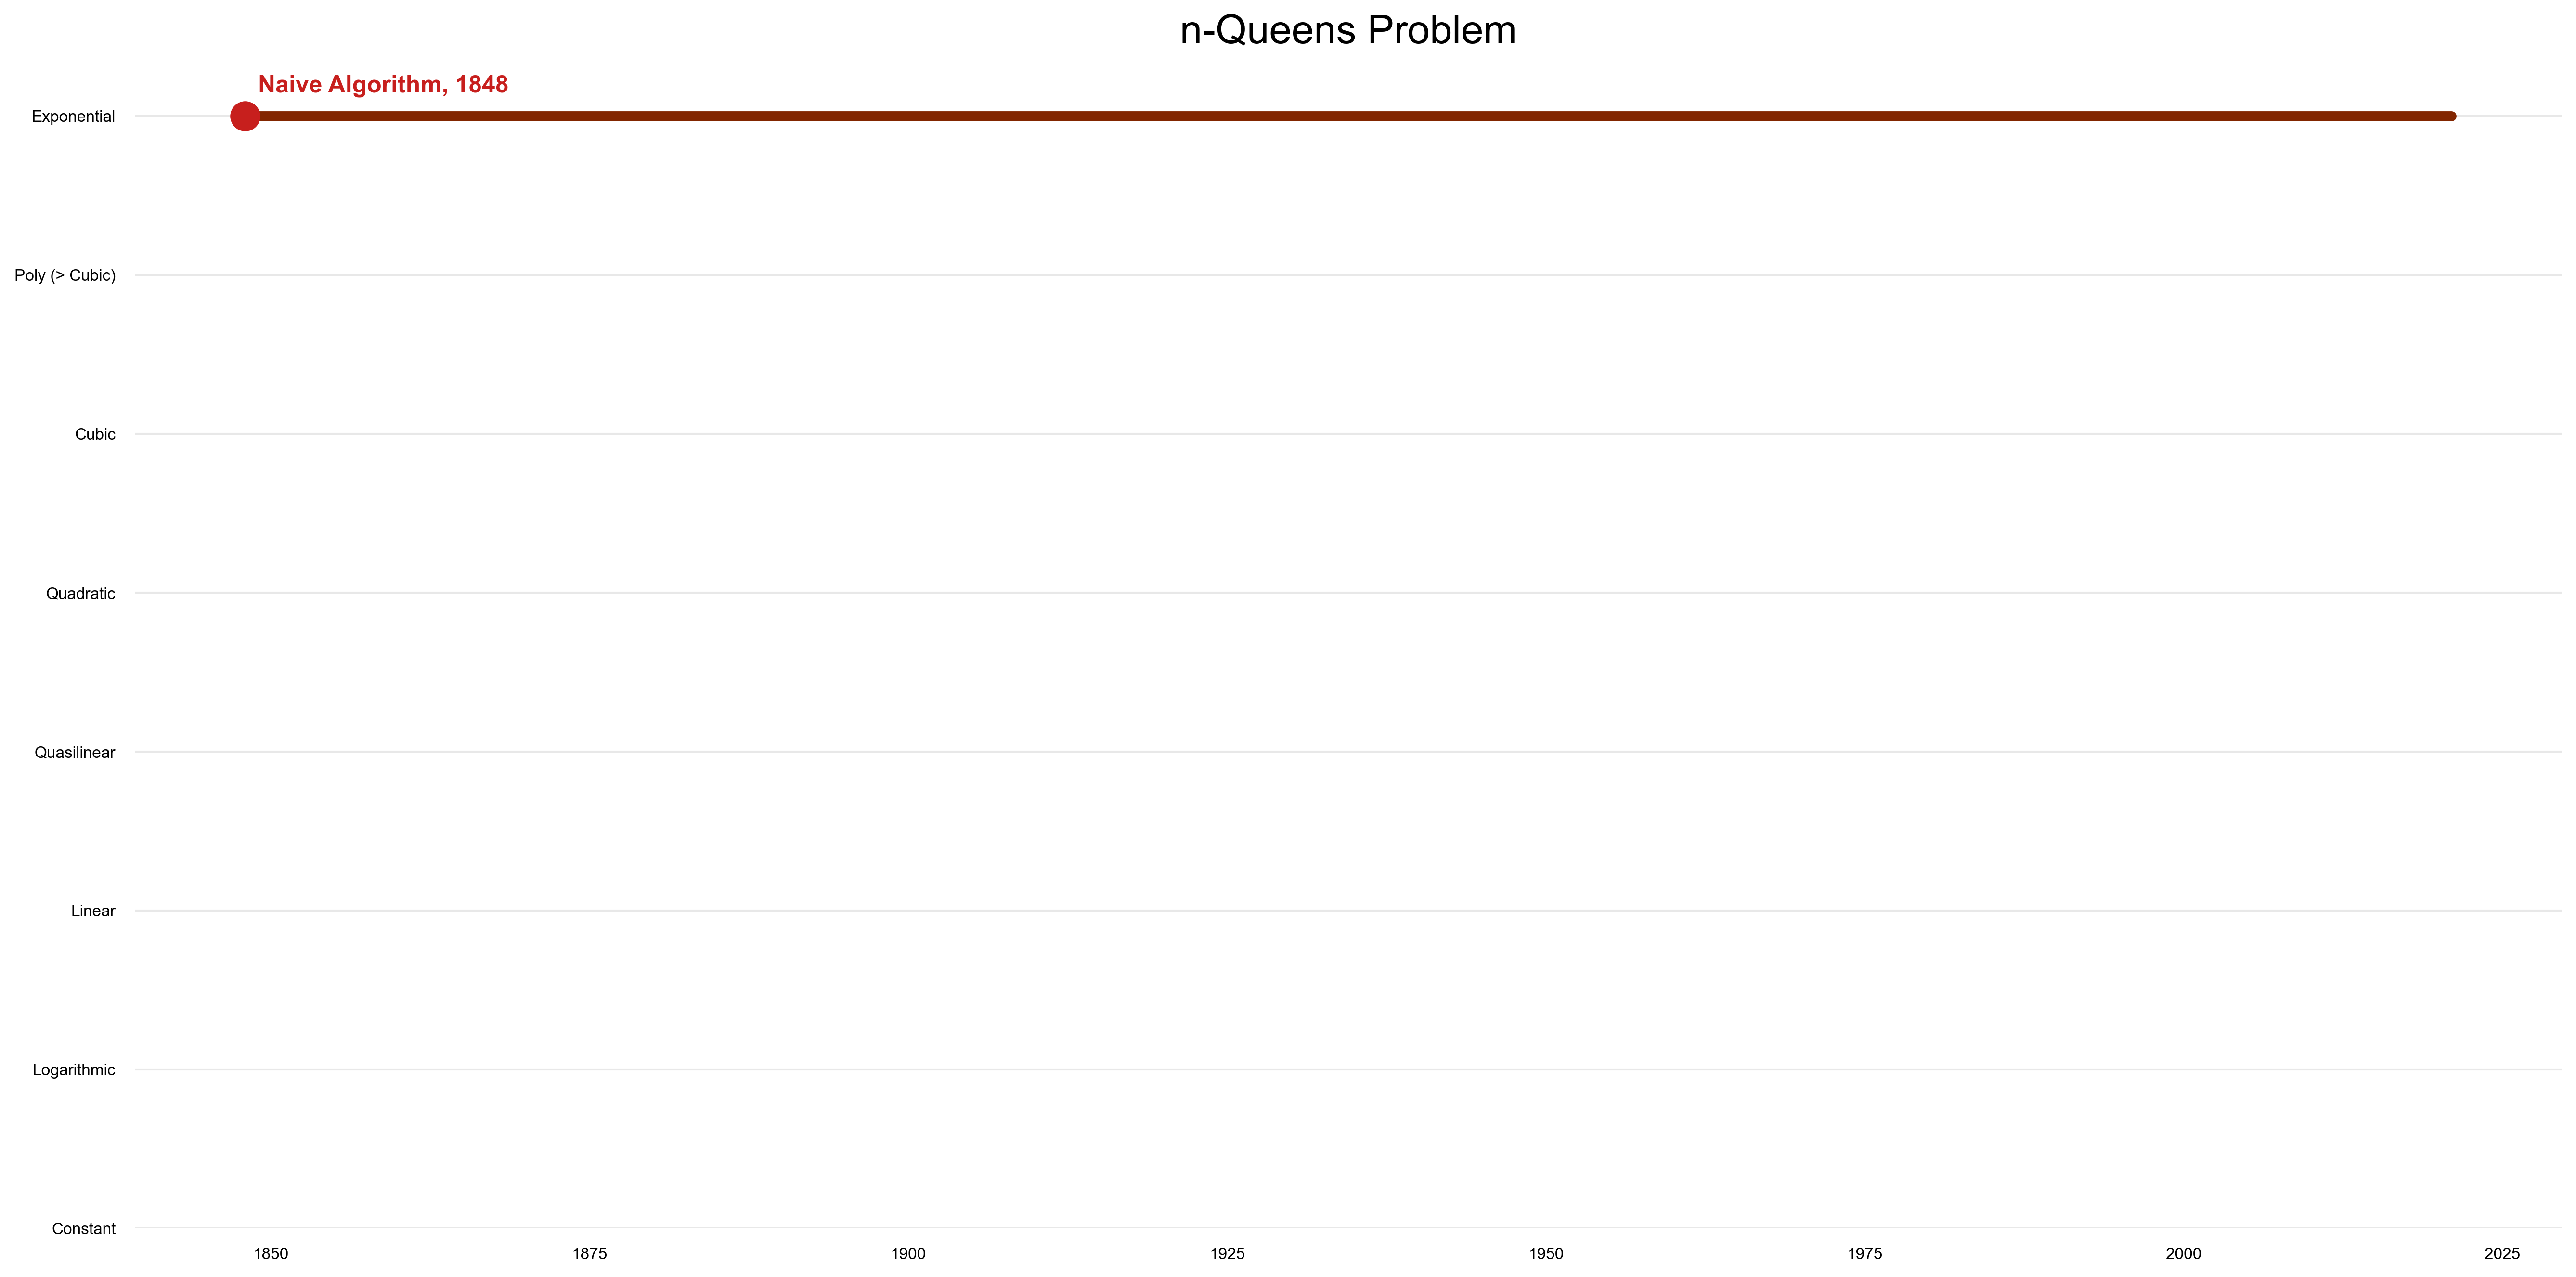 n-Queens Problem
Naive Algorithm, 1848
Exponential
Poly (> Cubic)
Cubic
Quadratic
Quasilinear
Linear
Logarithmic
Constant
1850 1875 1900 1925 1950 1975 2000 2025